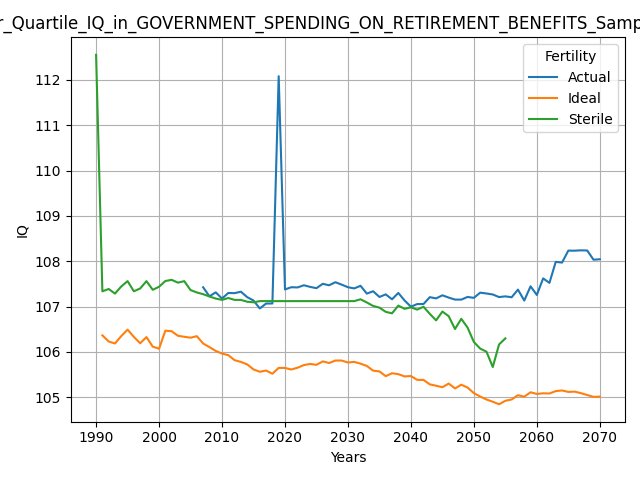 r_Quartile_IQ_in_GOVERNMENT_SPENDING_ON_RETIREMENT_BENEFITS_Samp
Fertility
Actual
Ideal
Sterile
112
111
110
109
108
107
106
105
IQ
1990 2000 2010 2020 2030 2040 2050 2060 2070
Years